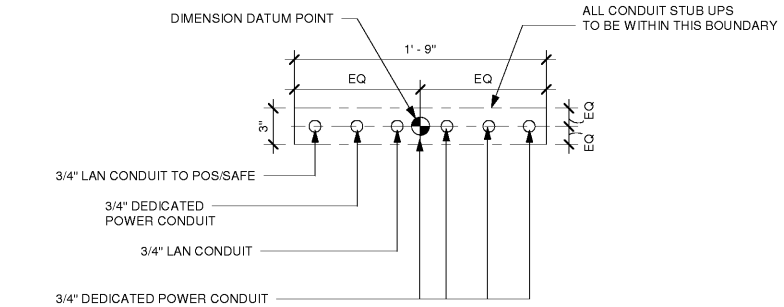 DIMENSION DATUM POINT
ALL CONDUIT STUB UPS
TO BE WITHIN THIS BOUNDARY
1' - 9"
EQ
EQ
EQ
3"
EQ
3/4" LAN CONDUIT TO POS/SAFE
3/4" DEDICATED
POWER CONDUIT
3/4" LAN CONDUIT
3/4" DEDICATED POWER CONDUIT